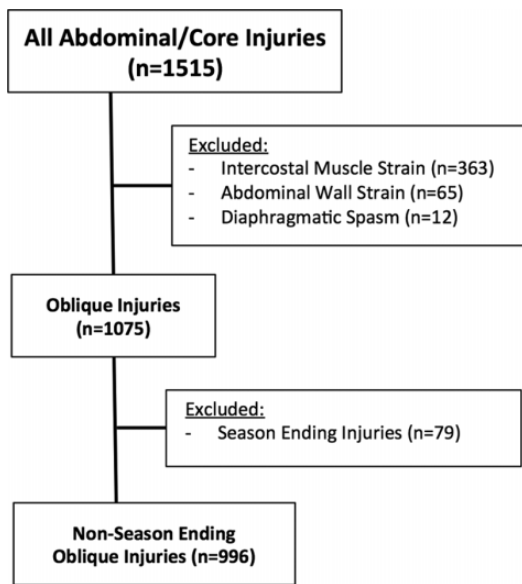 All Abdominal/Core Injuries
(n=1515)
Excluded:
- Intercostal Muscle Strain (n=363)
- Abdominal Wall Strain (n=65)
- Diaphragmatic Spasm (n=12)
Oblique Injuries
(n=1075)
Excluded:
- Season Ending Injuries (n=79)
Non-Season Ending
Oblique Injuries (n=996)